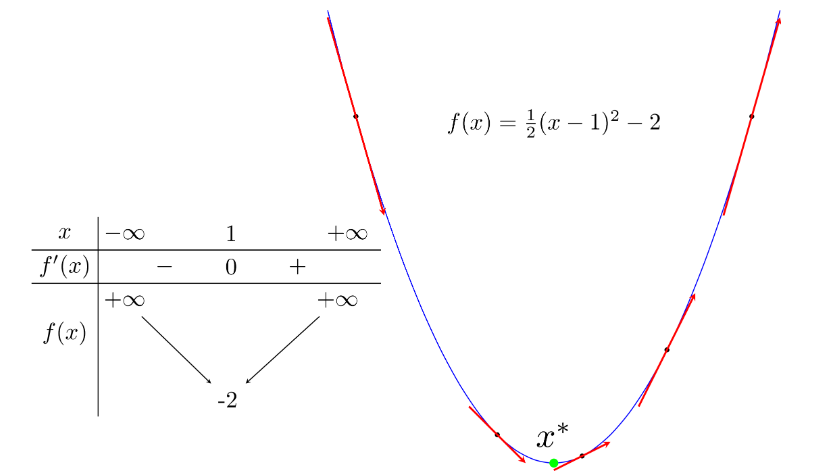 f(x) = ½(x − 1)² − 2
x −∞ 1 +∞
f′(x) − 0 +
+∞ +∞
f(x)
-2
x*